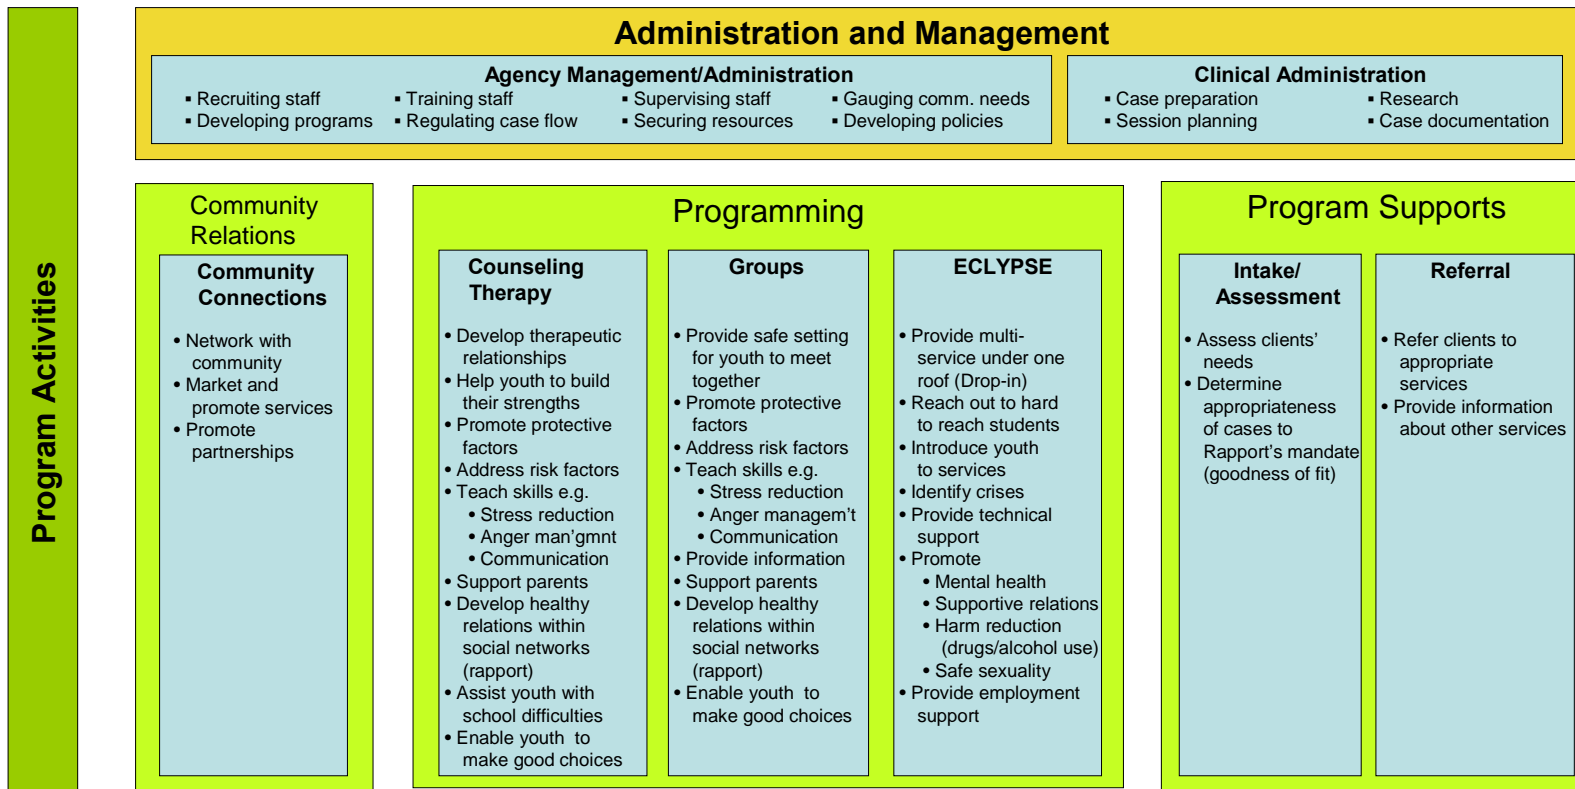 Program Activities
Administration and Management
Agency Management/Administration
▪ Recruiting staff ▪ Training staff ▪ Supervising staff ▪ Gauging comm. needs
▪ Developing programs ▪ Regulating case flow ▪ Securing resources ▪ Developing policies
Clinical Administration
▪ Case preparation ▪ Research
▪ Session planning ▪ Case documentation
Community
Relations
Community
Connections
• Network with
community
• Market and
promote services
• Promote
partnerships
Programming
Counseling
Therapy
• Develop therapeutic
relationships
• Help youth to build
their strengths
• Promote protective
factors
• Address risk factors
• Teach skills e.g.
• Stress reduction
• Anger man'gmnt
• Communication
• Support parents
• Develop healthy
relations within
social networks
(rapport)
• Assist youth with
school difficulties
• Enable youth to
make good choices
Groups
• Provide safe setting
for youth to meet
together
• Promote protective
factors
• Address risk factors
• Teach skills e.g.
• Stress reduction
• Anger managem't
• Communication
• Provide information
• Support parents
• Develop healthy
relations within
social networks
(rapport)
• Enable youth to
make good choices
ECLYPSE
• Provide multi-
service under one
roof (Drop-in)
• Reach out to hard
to reach students
• Introduce youth
to services
• Identify crises
• Provide technical
support
• Promote
• Mental health
• Supportive relations
• Harm reduction
(drugs/alcohol use)
• Safe sexuality
• Provide employment
support
Program Supports
Intake/
Assessment
• Assess clients'
needs
• Determine
appropriateness
of cases to
Rapport's mandate
(goodness of fit)
Referral
• Refer clients to
appropriate
services
• Provide information
about other services